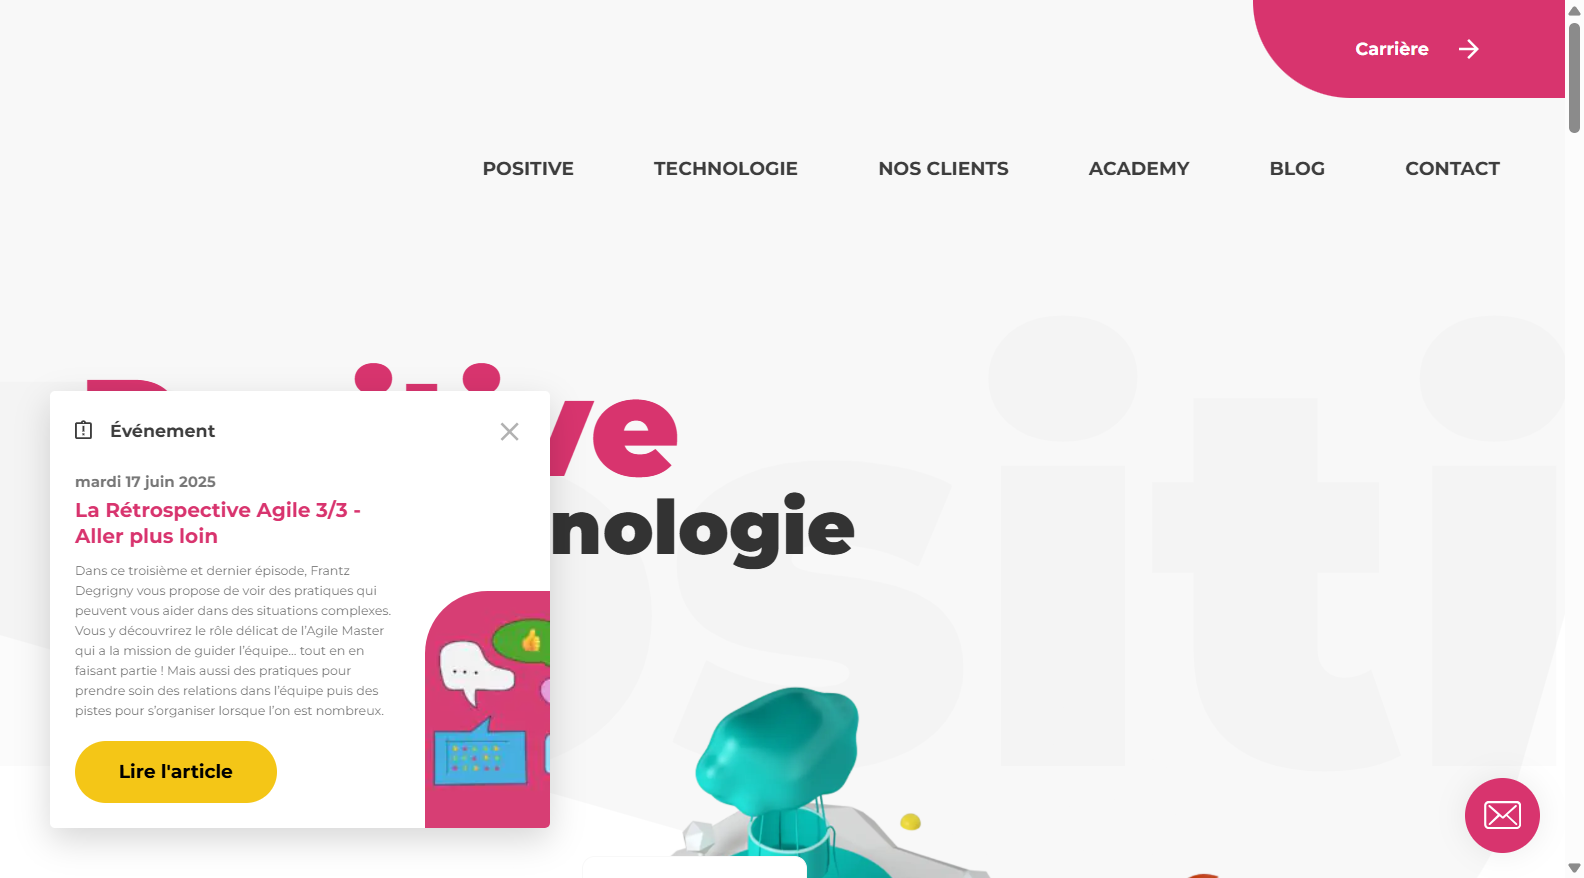 Carrière
POSITIVE
TECHNOLOGIE
NOS CLIENTS
ACADEMY
BLOG
CONTACT
Événement
mardi 17 juin 2025
La Rétrospective Agile 3/3 -
Aller plus loin
Dans ce troisième et dernier épisode, Frantz
Degrigny vous propose de voir des pratiques qui
peuvent vous aider dans des situations complexes.
Vous y découvrirez le rôle délicat de l’Agile Master
qui a la mission de guider l’équipe… tout en en
faisant partie ! Mais aussi des pratiques pour
prendre soin des relations dans l’équipe puis des
pistes pour s’organiser lorsque l’on est nombreux.
Lire l'article